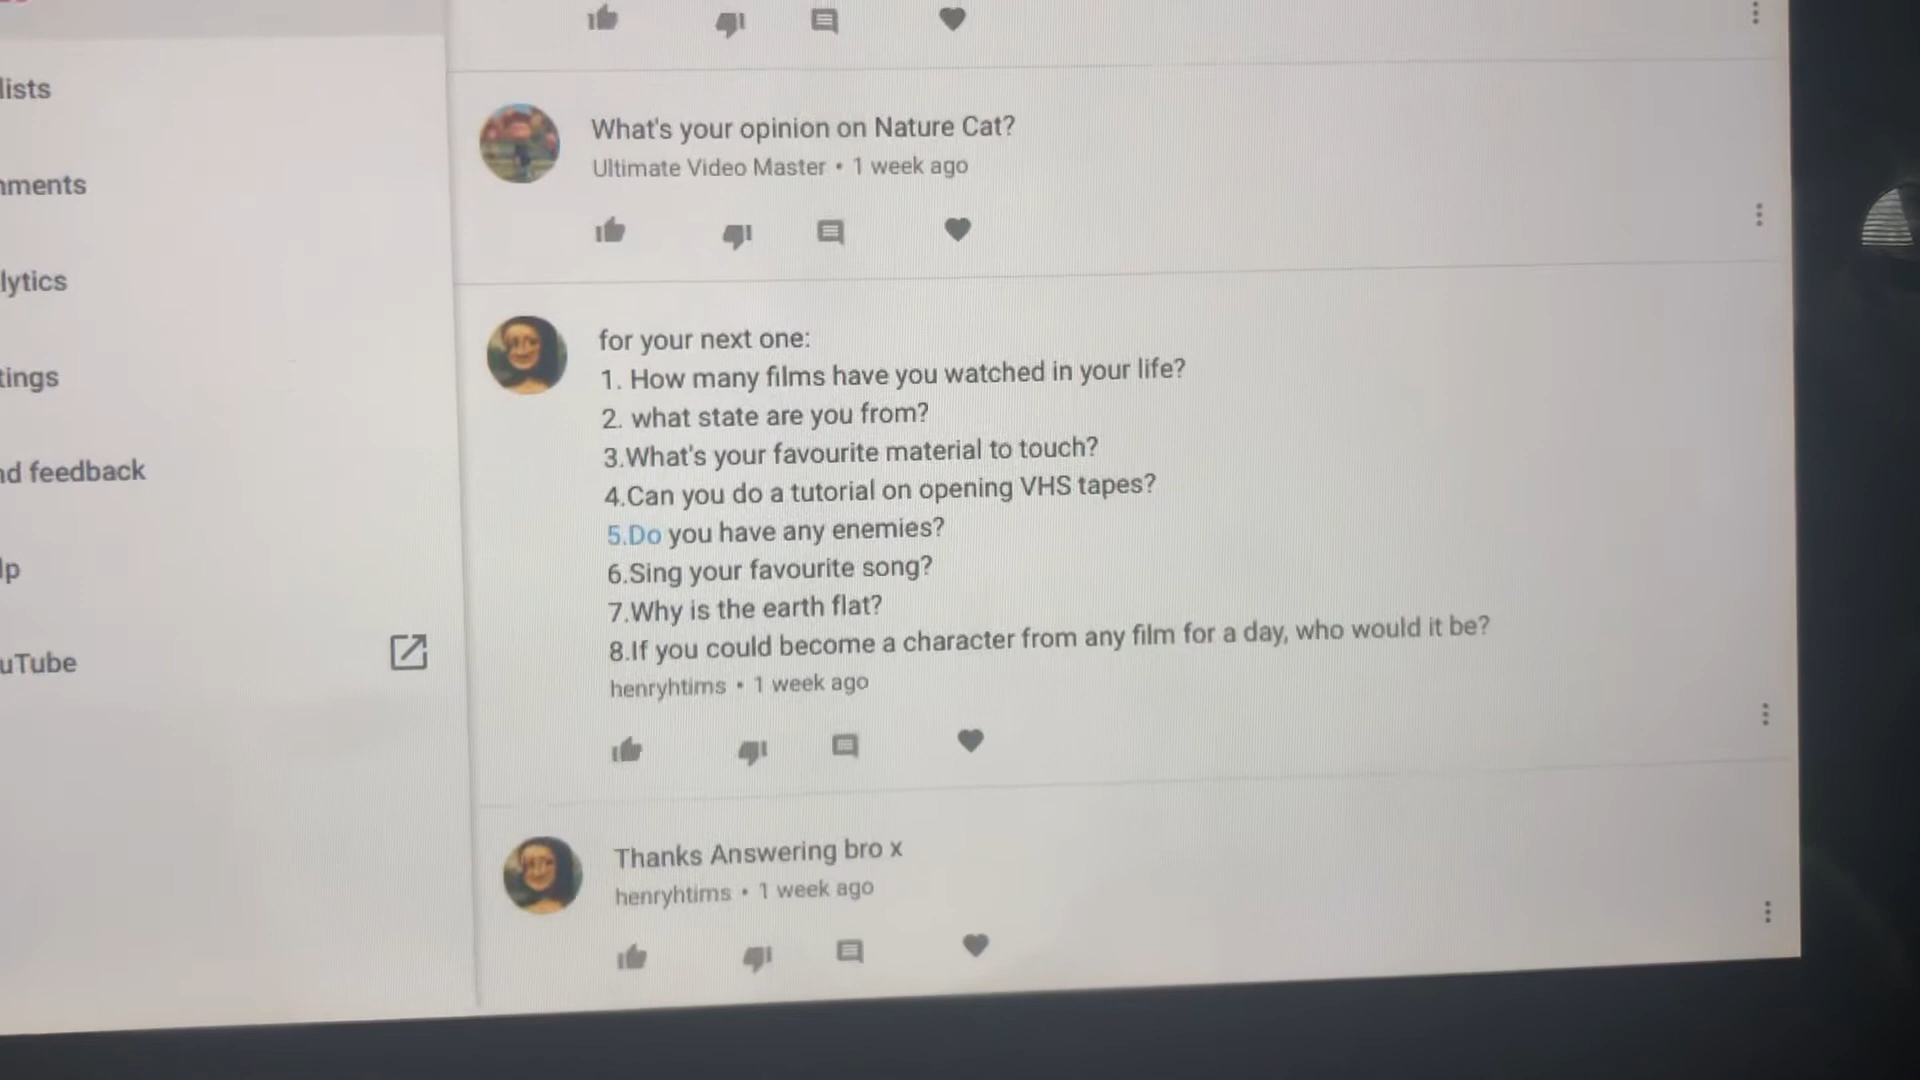 lists
What's your opinion on Nature Cat?
Ultimate Video Master • 1 week ago
nments
lytics
for your next one:
1. How many films have you watched in your life?
tings
2. what state are you from?
3.What's your favourite material to touch?
nd feedback
4.Can you do a tutorial on opening VHS tapes?
5.Do you have any enemies?
lp
6.Sing your favourite song?
7.Why is the earth flat?
uTube
8.If you could become a character from any film for a day, who would it be?
henryhtims • 1 week ago
Thanks Answering bro x
henryhtims • 1 week ago